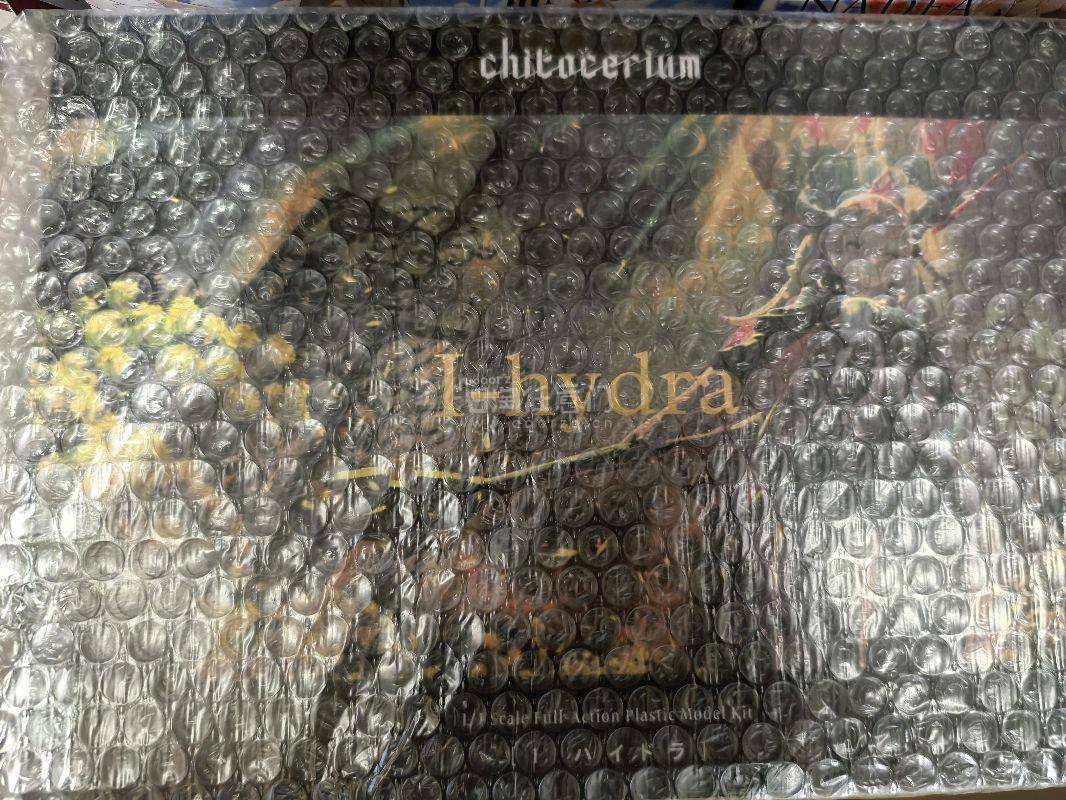 chitocerium
I-hydra
1/1 Scale Full-Action Plastic Model Kit
ハイドラ